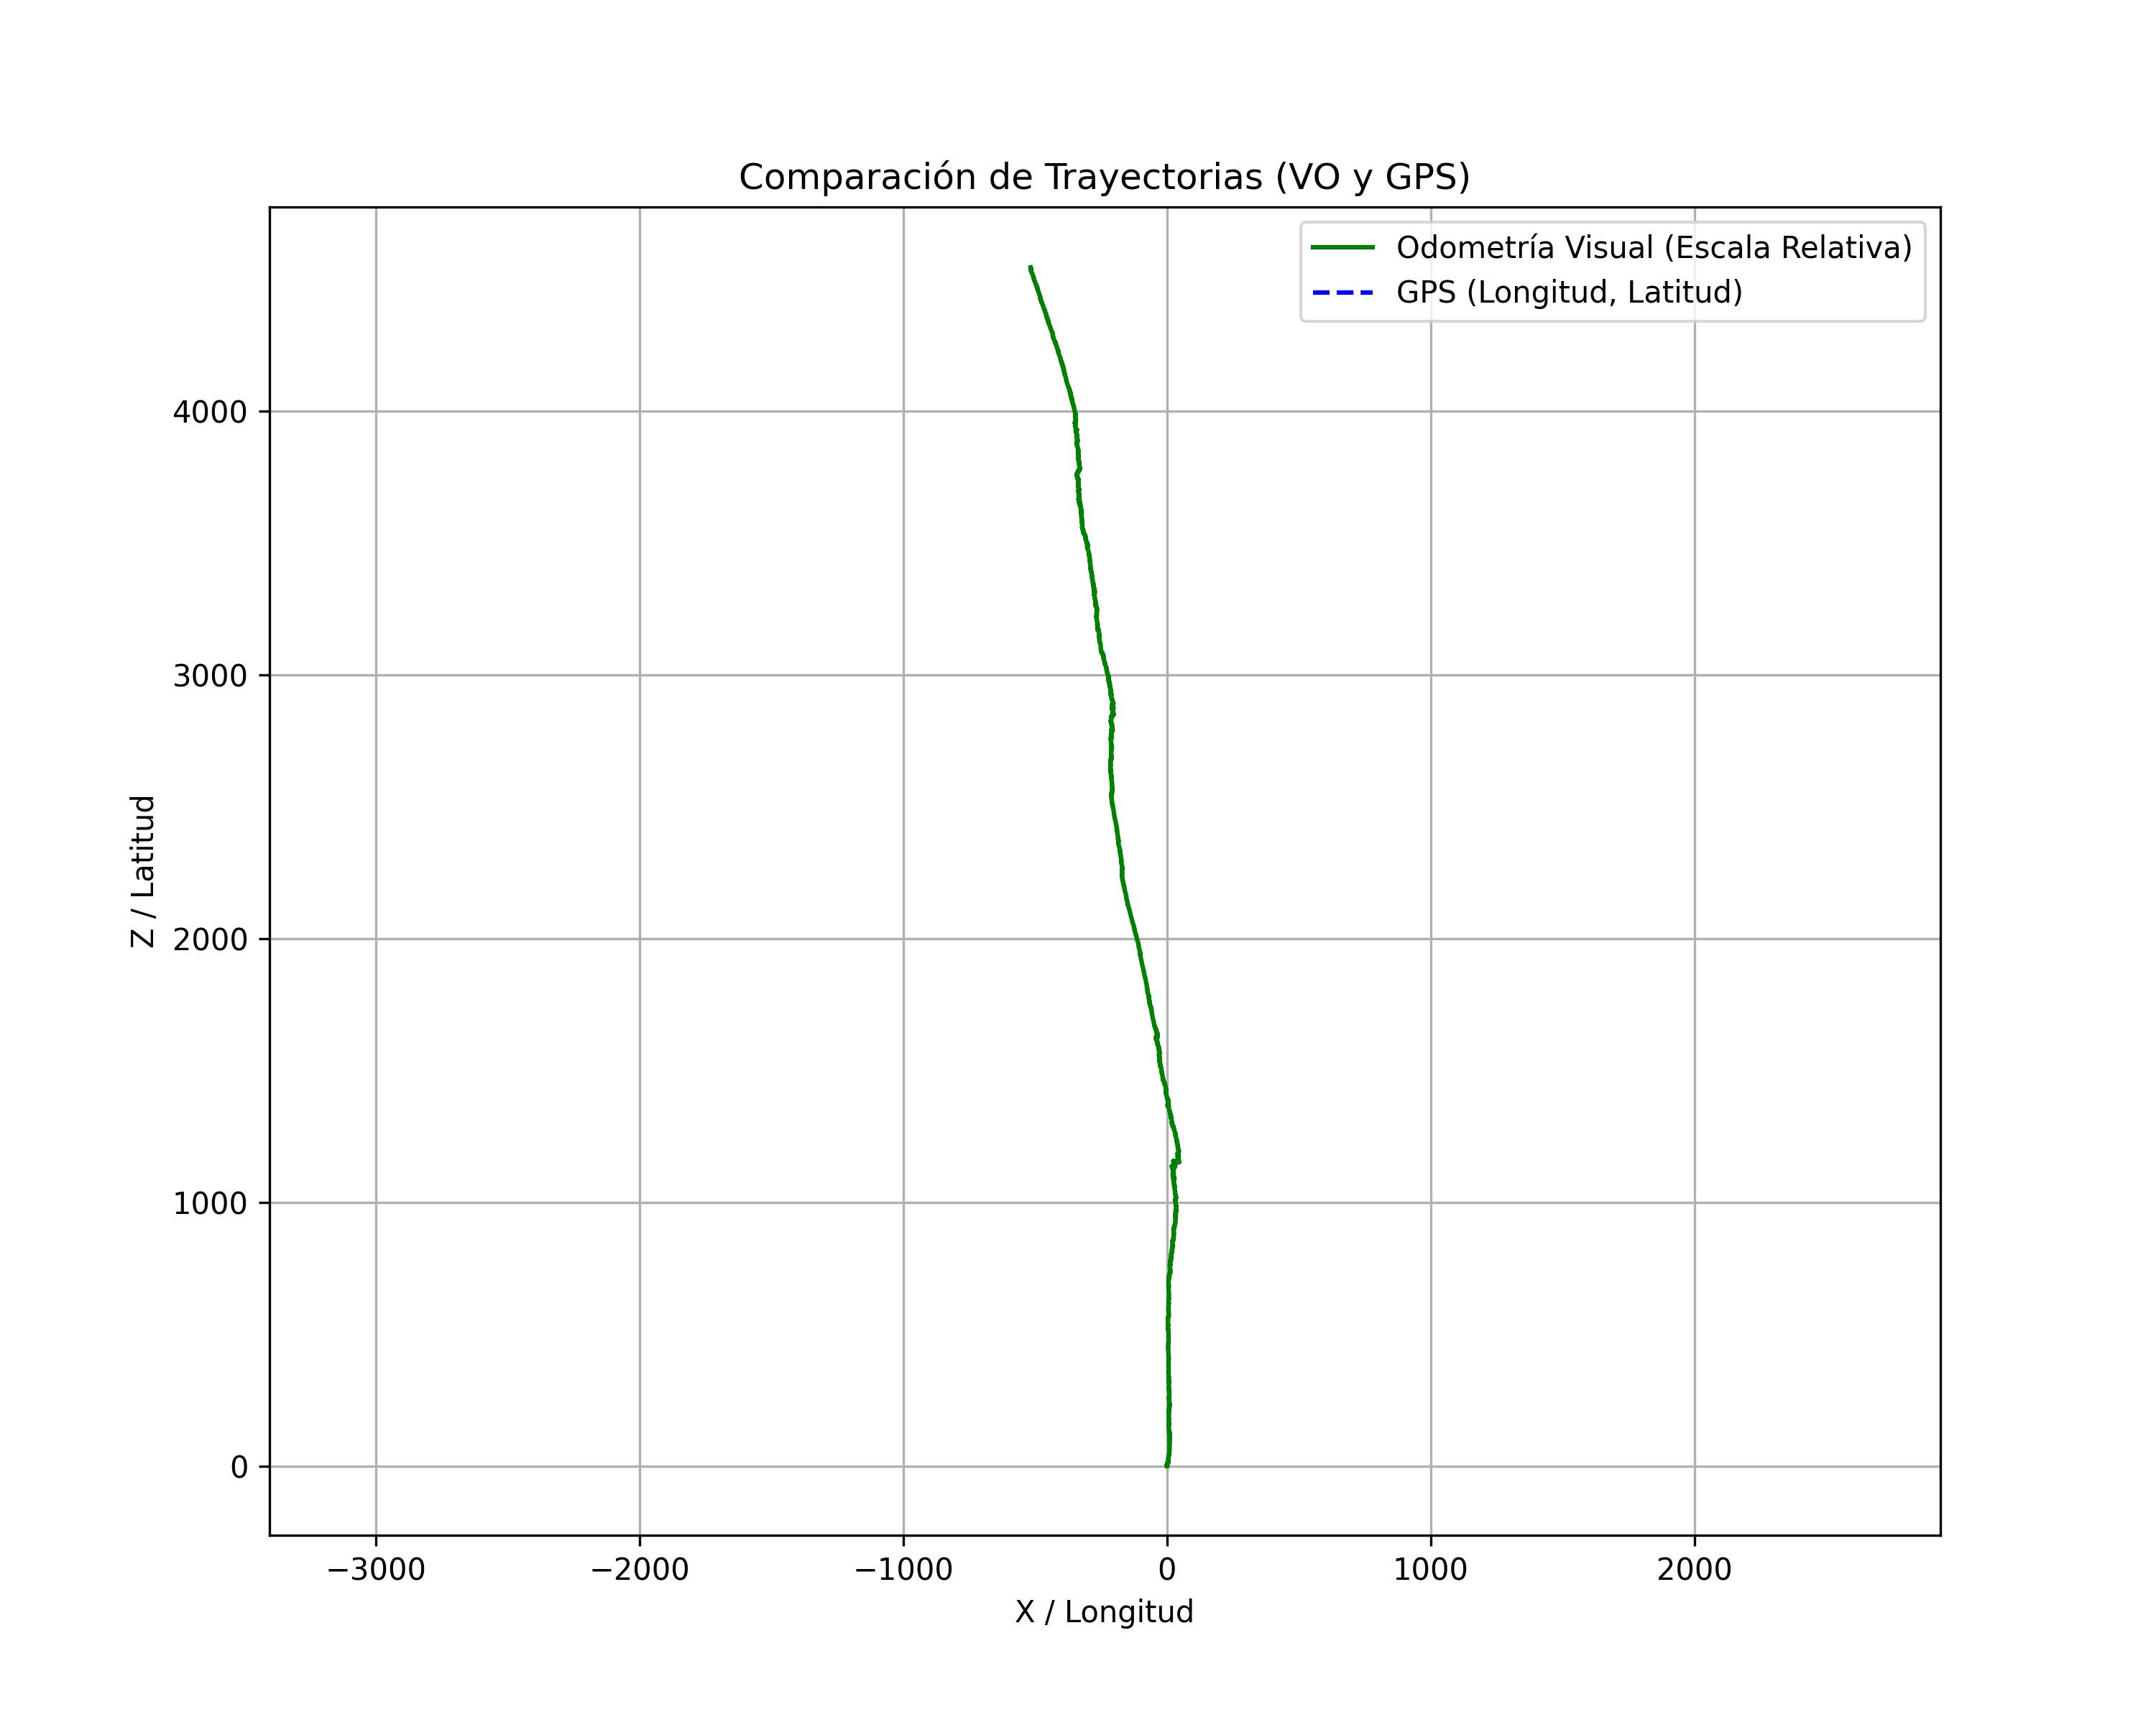 Comparación de Trayectorias (VO y GPS)
Odometría Visual (Escala Relativa)
GPS (Longitud, Latitud)
Z / Latitud
4000
3000
2000
1000
0
−3000
−2000
−1000
0
1000
2000
X / Longitud